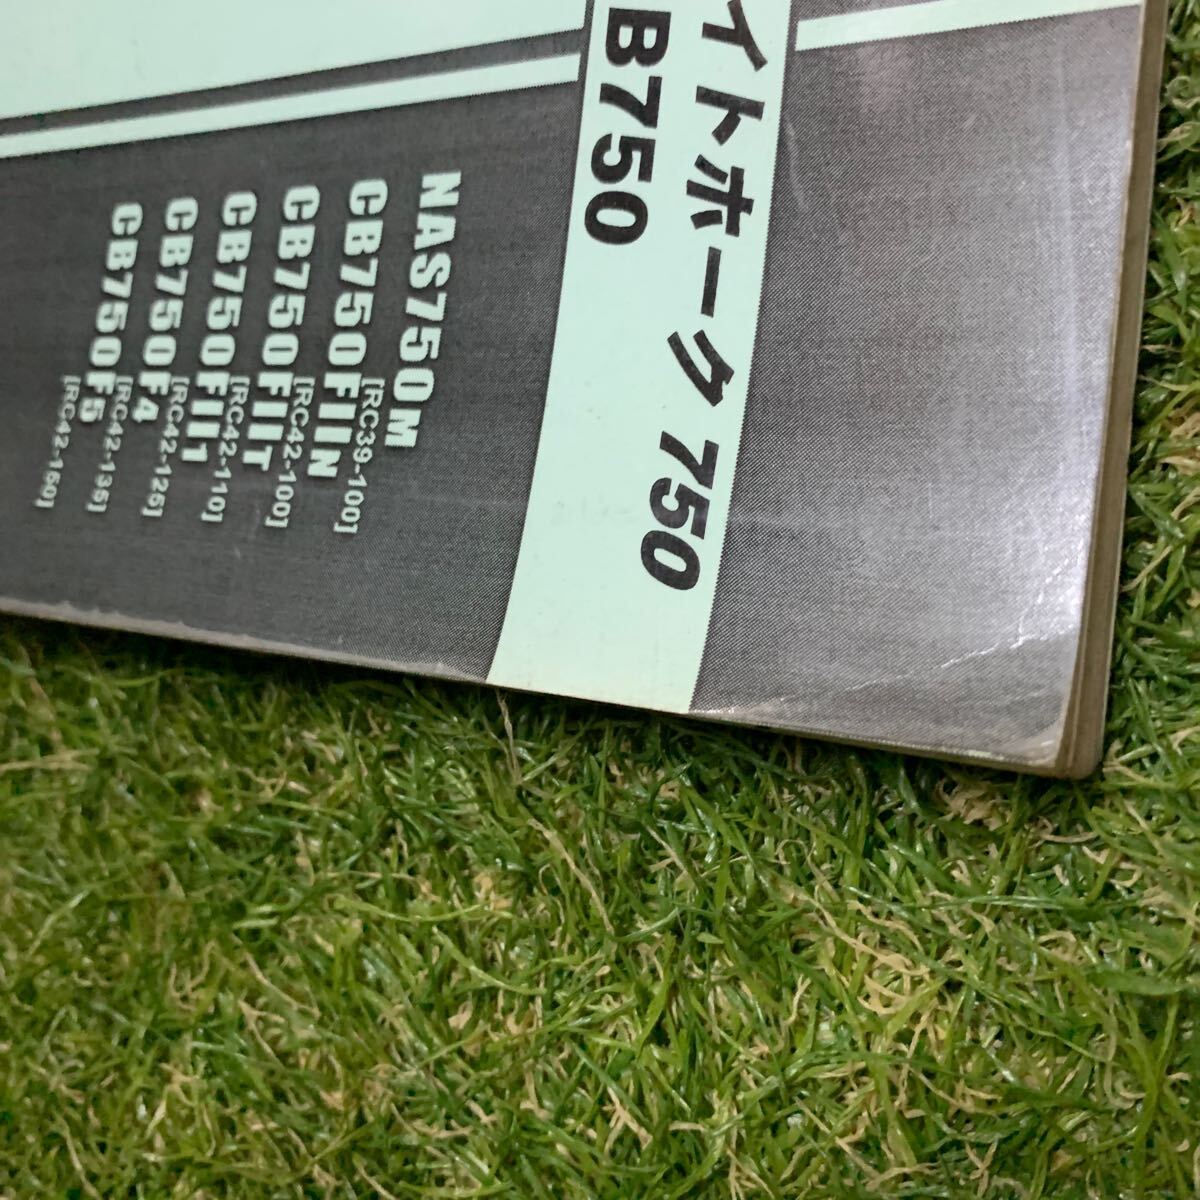 イトホーク 750
B750
NAS750M [RC39-100]
CB750FIIN [RC42-100]
CB750FIIT [RC42-110]
CB750FII1 [RC42-125]
CB750F4 [RC42-135]
CB750F5 [RC42-150]